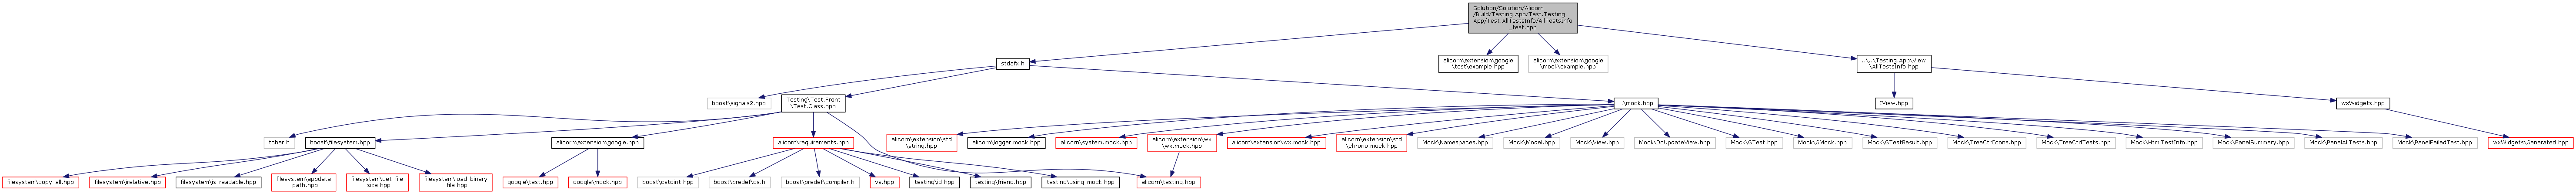 Solution/Solution/Alicorn
/Build/Testing.App/Test.Testing.
App/Test.AllTestsInfo/AllTestsInfo
_test.cpp
stdafx.h
alicorn\extension\google
\test\example.hpp
alicorn\extension\google
\mock\example.hpp
..\..\Testing.App\View
\AllTestsInfo.hpp
boost\signals2.hpp
Testing\Test.Front
\Test.Class.hpp
..\mock.hpp
IView.hpp
wxWidgets.hpp
tchar.h
boost\filesystem.hpp
alicorn\extension\google.hpp
alicorn\requirements.hpp
alicorn\extension\std
\string.hpp
alicorn\logger.mock.hpp
alicorn\system.mock.hpp
alicorn\extension\wx
\wx.mock.hpp
alicorn\extension\wx.mock.hpp
alicorn\extension\std
\chrono.mock.hpp
Mock\Namespaces.hpp
Mock\Model.hpp
Mock\View.hpp
Mock\DoUpdateView.hpp
Mock\GTest.hpp
Mock\GMock.hpp
Mock\GTestResult.hpp
Mock\TreeCtrlIcons.hpp
Mock\TreeCtrlTests.hpp
Mock\HtmlTestInfo.hpp
Mock\PanelSummary.hpp
Mock\PanelAllTests.hpp
Mock\PanelFailedTest.hpp
wxWidgets\Generated.hpp
filesystem\copy-all.hpp
filesystem\irelative.hpp
filesystem\is-readable.hpp
filesystem\appdata
-path.hpp
filesystem\get-file
-size.hpp
filesystem\load-binary
-file.hpp
google\test.hpp
google\mock.hpp
boost\cstdint.hpp
boost\predef\os.h
boost\predef\compiler.h
vs.hpp
testing\id.hpp
testing\friend.hpp
testing\using-mock.hpp
alicorn\testing.hpp